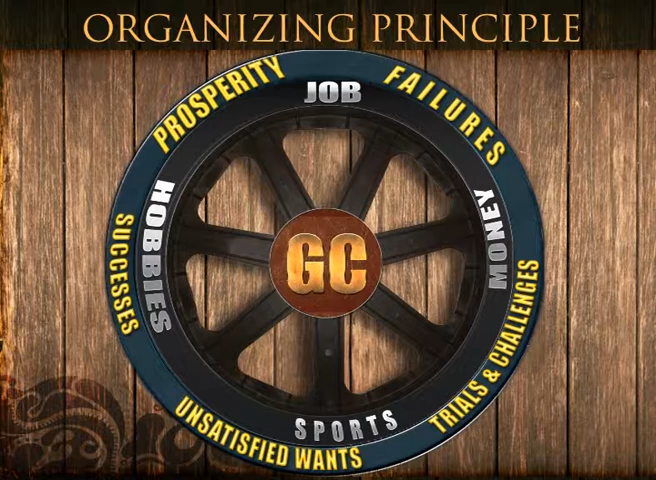 ORGANIZING PRINCIPLE
PROSPERITY
JOB
FAILURES
HOBBIES
MONEY
SUCCESSES
GC
TRIALS & CHALLENGES
SPORTS
UNSATISFIED WANTS